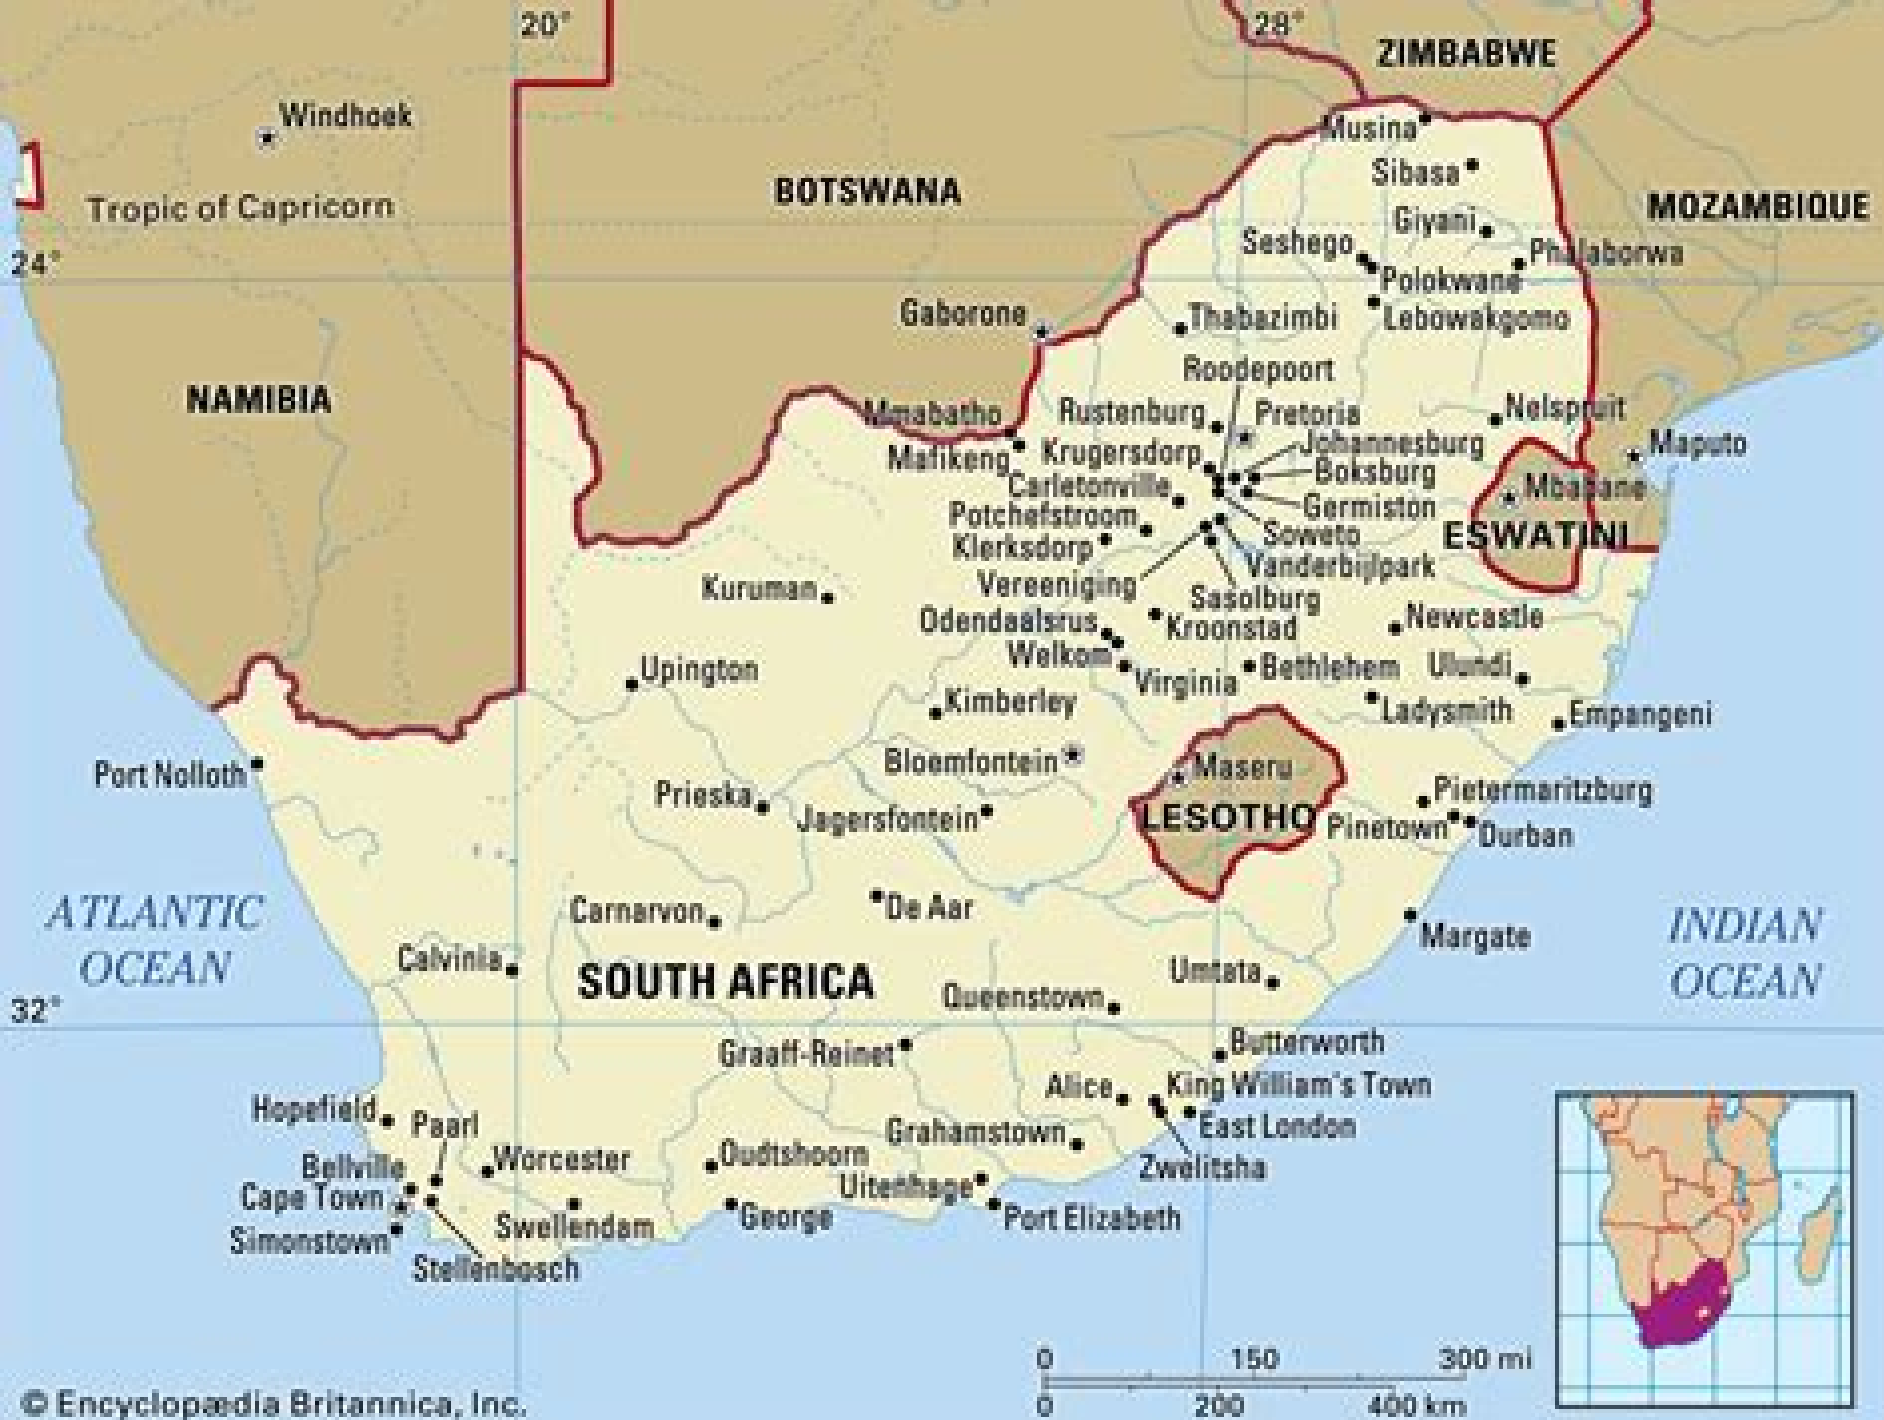 20°
28°
ZIMBABWE
Windhoek
Musina
Sibasa
BOTSWANA
Tropic of Capricorn
MOZAMBIQUE
Giyani
Seshego
Phalaborwa
24°
Polokwane
Gaborone
Thabazimbi
Lebowakgomo
Roodepoort
NAMIBIA
Mmabatho
Rustenburg
Pretoria
Nelspruit
Johannesburg
Maputo
Mafikeng
Krugersdorp
Boksburg
Carletonville
Mbabane
Germiston
Potchefstroom
Soweto
ESWATINI
Klerksdorp
Vanderbijlpark
Vereeniging
Kuruman
Sasolburg
Odendaalsrus
Kroonstad
Newcastle
Welkom
Upington
Virginia
Bethlehem
Ulundi
Kimberley
Ladysmith
Empangeni
Bloemfontein
Maseru
Port Nolloth
Prieska
Pietermaritzburg
Jagersfontein
LESOTHO
Pinetown
Durban
ATLANTIC
OCEAN
Carnarvon
De Aar
INDIAN
OCEAN
Margate
Calvinia
SOUTH AFRICA
Umtata
Queenstown
32°
Graaff-Reinet
Butterworth
Alice
King William's Town
Hopefield
Paarl
East London
Grahamstown
Bellville
Worcester
Oudtshoorn
Zwelitsha
Cape Town
Uitenhage
Simonstown
Swellendam
George
Port Elizabeth
Stellenbosch
0 150 300 mi
0 200 400 km
© Encyclopædia Britannica, Inc.